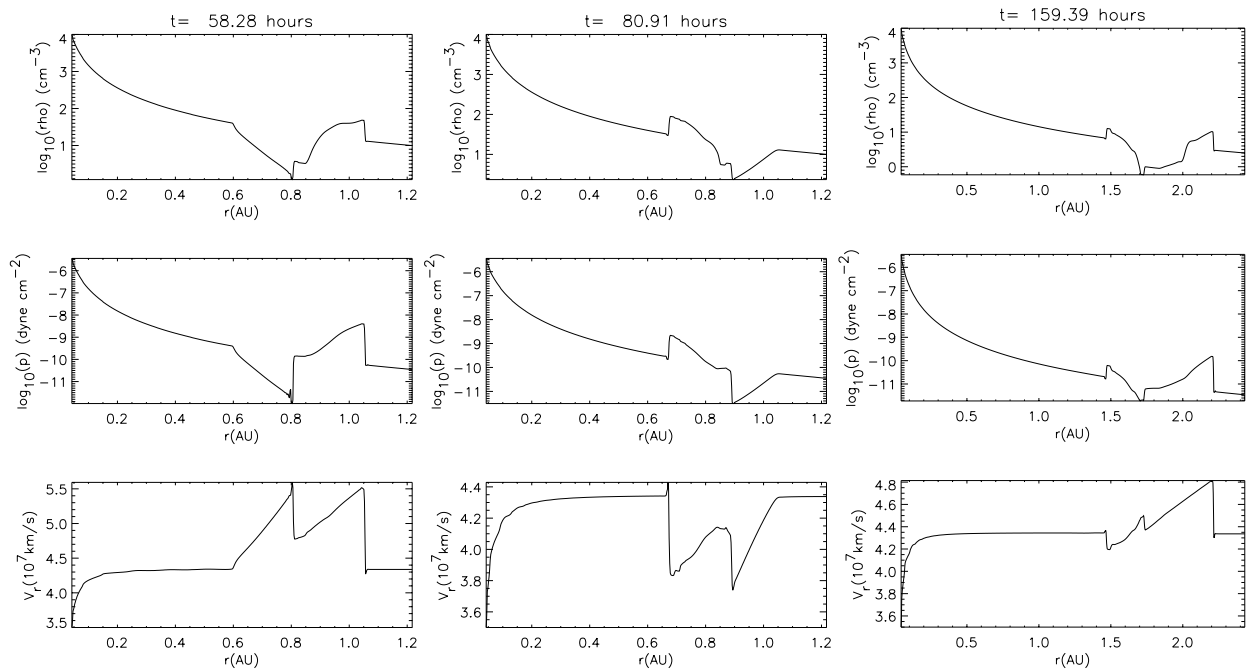 t= 58.28 hours
t= 80.91 hours
t= 159.39 hours
4
3
2
1
log10(rho) (cm−3)
0.2 0.4 0.6 0.8 1.0 1.2
r(AU)
4
3
2
1
log10(rho) (cm−3)
0.2 0.4 0.6 0.8 1.0 1.2
r(AU)
4
3
2
1
0
log10(rho) (cm−3)
0.5 1.0 1.5 2.0
r(AU)
−6
−7
−8
−9
−10
−11
log10(p) (dyne cm−2)
0.2 0.4 0.6 0.8 1.0 1.2
r(AU)
−6
−7
−8
−9
−10
−11
log10(p) (dyne cm−2)
0.2 0.4 0.6 0.8 1.0 1.2
r(AU)
−6
−7
−8
−9
−10
−11
log10(p) (dyne cm−2)
0.5 1.0 1.5 2.0
r(AU)
5.5
5.0
4.5
4.0
3.5
Vr(10^7km/s)
0.2 0.4 0.6 0.8 1.0 1.2
r(AU)
4.4
4.2
4.0
3.8
3.6
Vr(10^7km/s)
0.2 0.4 0.6 0.8 1.0 1.2
r(AU)
4.8
4.6
4.4
4.2
4.0
3.8
3.6
Vr(10^7km/s)
0.5 1.0 1.5 2.0
r(AU)